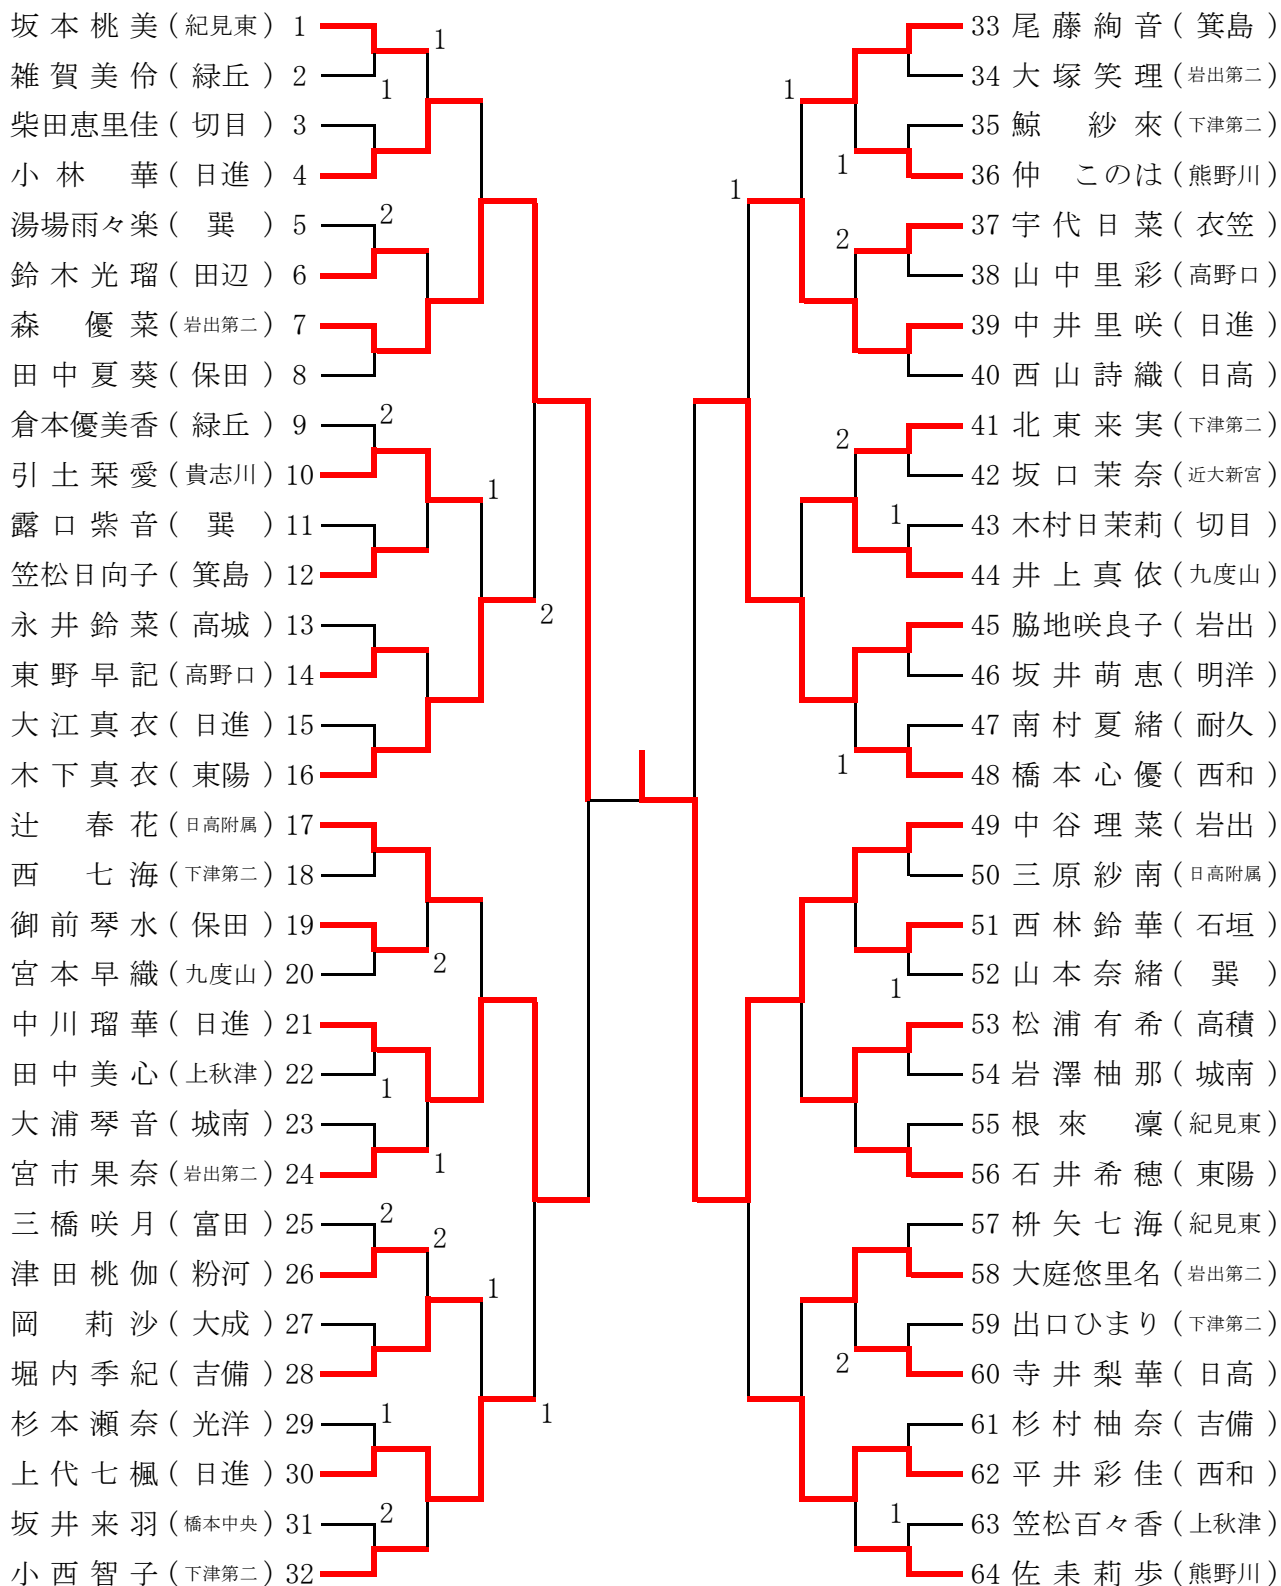 坂本桃美(紀見東) 1
雑賀美伶(緑丘) 2
柴田恵里佳(切目) 3
小林 華(日進) 4
湯場雨々楽( 巽 ) 5
鈴木光瑠(田辺) 6
森 優菜(岩出第二) 7
田中夏葵(保田) 8
倉本優美香(緑丘) 9
引土栞愛(貴志川) 10
露口紫音( 巽 ) 11
笠松日向子(箕島) 12
永井鈴菜(高城) 13
東野早記(高野口) 14
大江真衣(日進) 15
木下真衣(東陽) 16
辻 春花(日高附属) 17
西 七海(下津第二) 18
御前琴水(保田) 19
宮本早織(九度山) 20
中川瑠華(日進) 21
田中美心(上秋津) 22
大浦琴音(城南) 23
宮市果奈(岩出第二) 24
三橋咲月(富田) 25
津田桃伽(粉河) 26
岡 莉沙(大成) 27
堀内季紀(吉備) 28
杉本瀬奈(光洋) 29
上代七楓(日進) 30
坂井来羽(橋本中央) 31
小西智子(下津第二) 32
1
1
2
2
1
2
2
1
1
2
2
1
1
1
2
1
1
1
2
2
1
1
1
2
1
33 尾藤絢音(箕島)
34 大塚笑理(岩出第二)
35 鯨 紗來(下津第二)
36 仲 このは(熊野川)
37 宇代日菜(衣笠)
38 山中里彩(高野口)
39 中井里咲(日進)
40 西山詩織(日高)
41 北東来実(下津第二)
42 坂口茉奈(近大新宮)
43 木村日茉莉(切目)
44 井上真依(九度山)
45 脇地咲良子(岩出)
46 坂井萌恵(明洋)
47 南村夏緒(耐久)
48 橋本心優(西和)
49 中谷理菜(岩出)
50 三原紗南(日高附属)
51 西林鈴華(石垣)
52 山本奈緒( 巽 )
53 松浦有希(高積)
54 岩澤柚那(城南)
55 根來 凜(紀見東)
56 石井希穂(東陽)
57 枡矢七海(紀見東)
58 大庭悠里名(岩出第二)
59 出口ひまり(下津第二)
60 寺井梨華(日高)
61 杉村柚奈(吉備)
62 平井彩佳(西和)
63 笠松百々香(上秋津)
64 佐耒莉歩(熊野川)